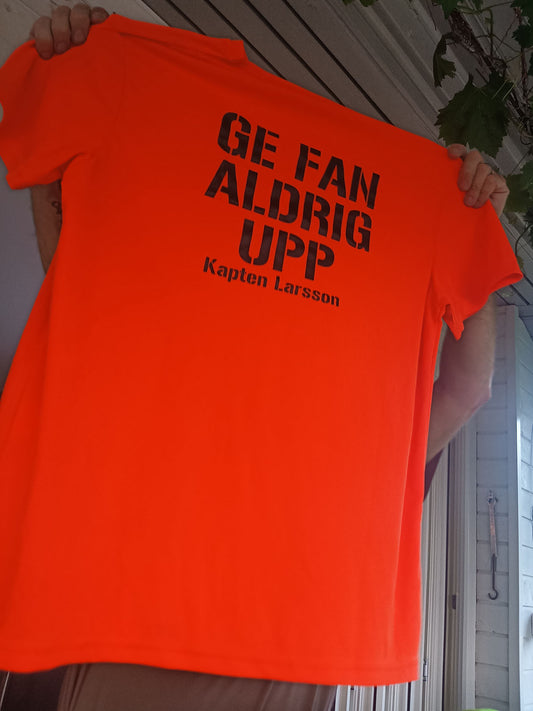 GE FAN
ALDRIG
UPP
Kapten Larsson